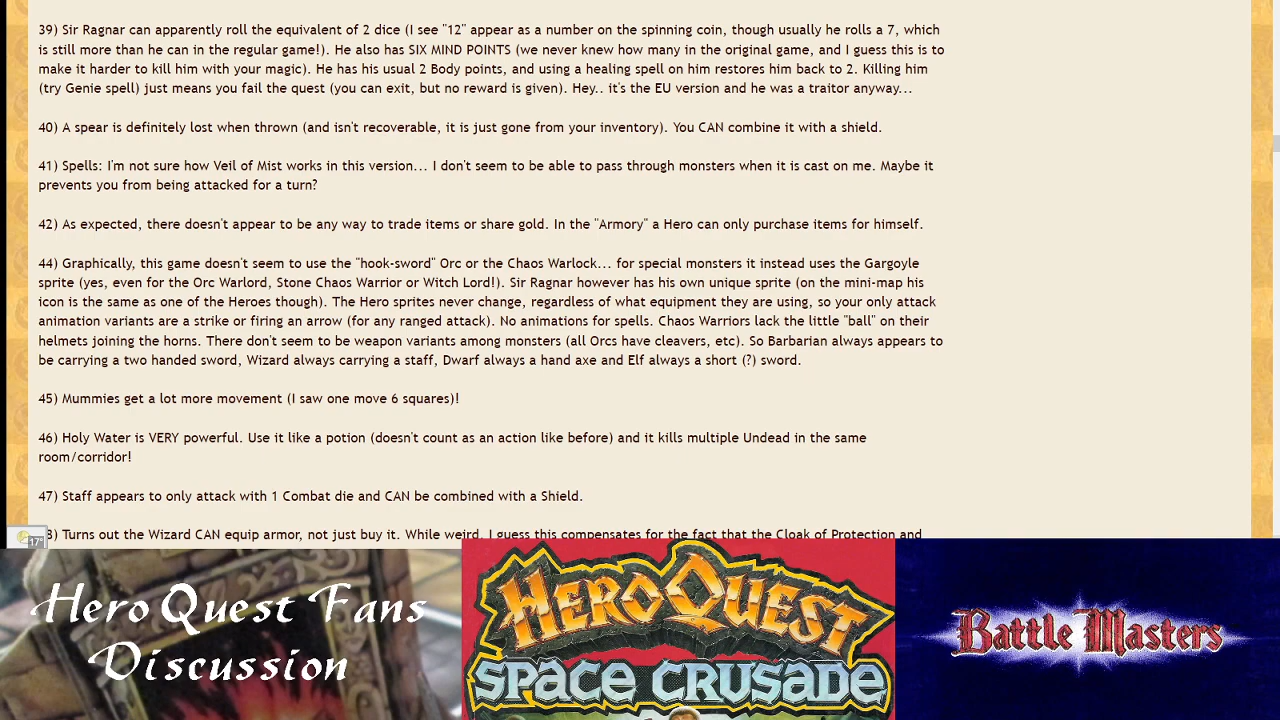 39) Sir Ragnar can apparently roll the equivalent of 2 dice (I see "12" appear as a number on the spinning coin, though usually he rolls a 7, which
is still more than he can in the regular game!). He also has SIX MIND POINTS (we never knew how many in the original game, and I guess this is to
make it harder to kill him with your magic). He has his usual 2 Body points, and using a healing spell on him restores him back to 2. Killing him
(try Genie spell) just means you fail the quest (you can exit, but no reward is given). Hey.. it's the EU version and he was a traitor anyway...
40) A spear is definitely lost when thrown (and isn't recoverable, it is just gone from your inventory). You CAN combine it with a shield.
41) Spells: I'm not sure how Veil of Mist works in this version... I don't seem to be able to pass through monsters when it is cast on me. Maybe it
prevents you from being attacked for a turn?
42) As expected, there doesn't appear to be any way to trade items or share gold. In the "Armory" a Hero can only purchase items for himself.
44) Graphically, this game doesn't seem to use the "hook-sword" Orc or the Chaos Warlock... for special monsters it instead uses the Gargoyle
sprite (yes, even for the Orc Warlord, Stone Chaos Warrior or Witch Lord!). Sir Ragnar however has his own unique sprite (on the mini-map his
icon is the same as one of the Heroes though). The Hero sprites never change, regardless of what equipment they are using, so your only attack
animation variants are a strike or firing an arrow (for any ranged attack). No animations for spells. Chaos Warriors lack the little "ball" on their
helmets joining the horns. There don't seem to be weapon variants among monsters (all Orcs have cleavers, etc). So Barbarian always appears to
be carrying a two handed sword, Wizard always carrying a staff, Dwarf always a hand axe and Elf always a short (?) sword.
45) Mummies get a lot more movement (I saw one move 6 squares)!
46) Holy Water is VERY powerful. Use it like a potion (doesn't count as an action like before) and it kills multiple Undead in the same
room/corridor!
47) Staff appears to only attack with 1 Combat die and CAN be combined with a Shield.
8) Turns out the Wizard CAN equip armor, not just buy it. While weird, I guess this compensates for the fact that the Cloak of Protection and
17°
HeroQuest Fans
Discussion
HEROQUEST
SPACE CRUSADE
Battle Masters